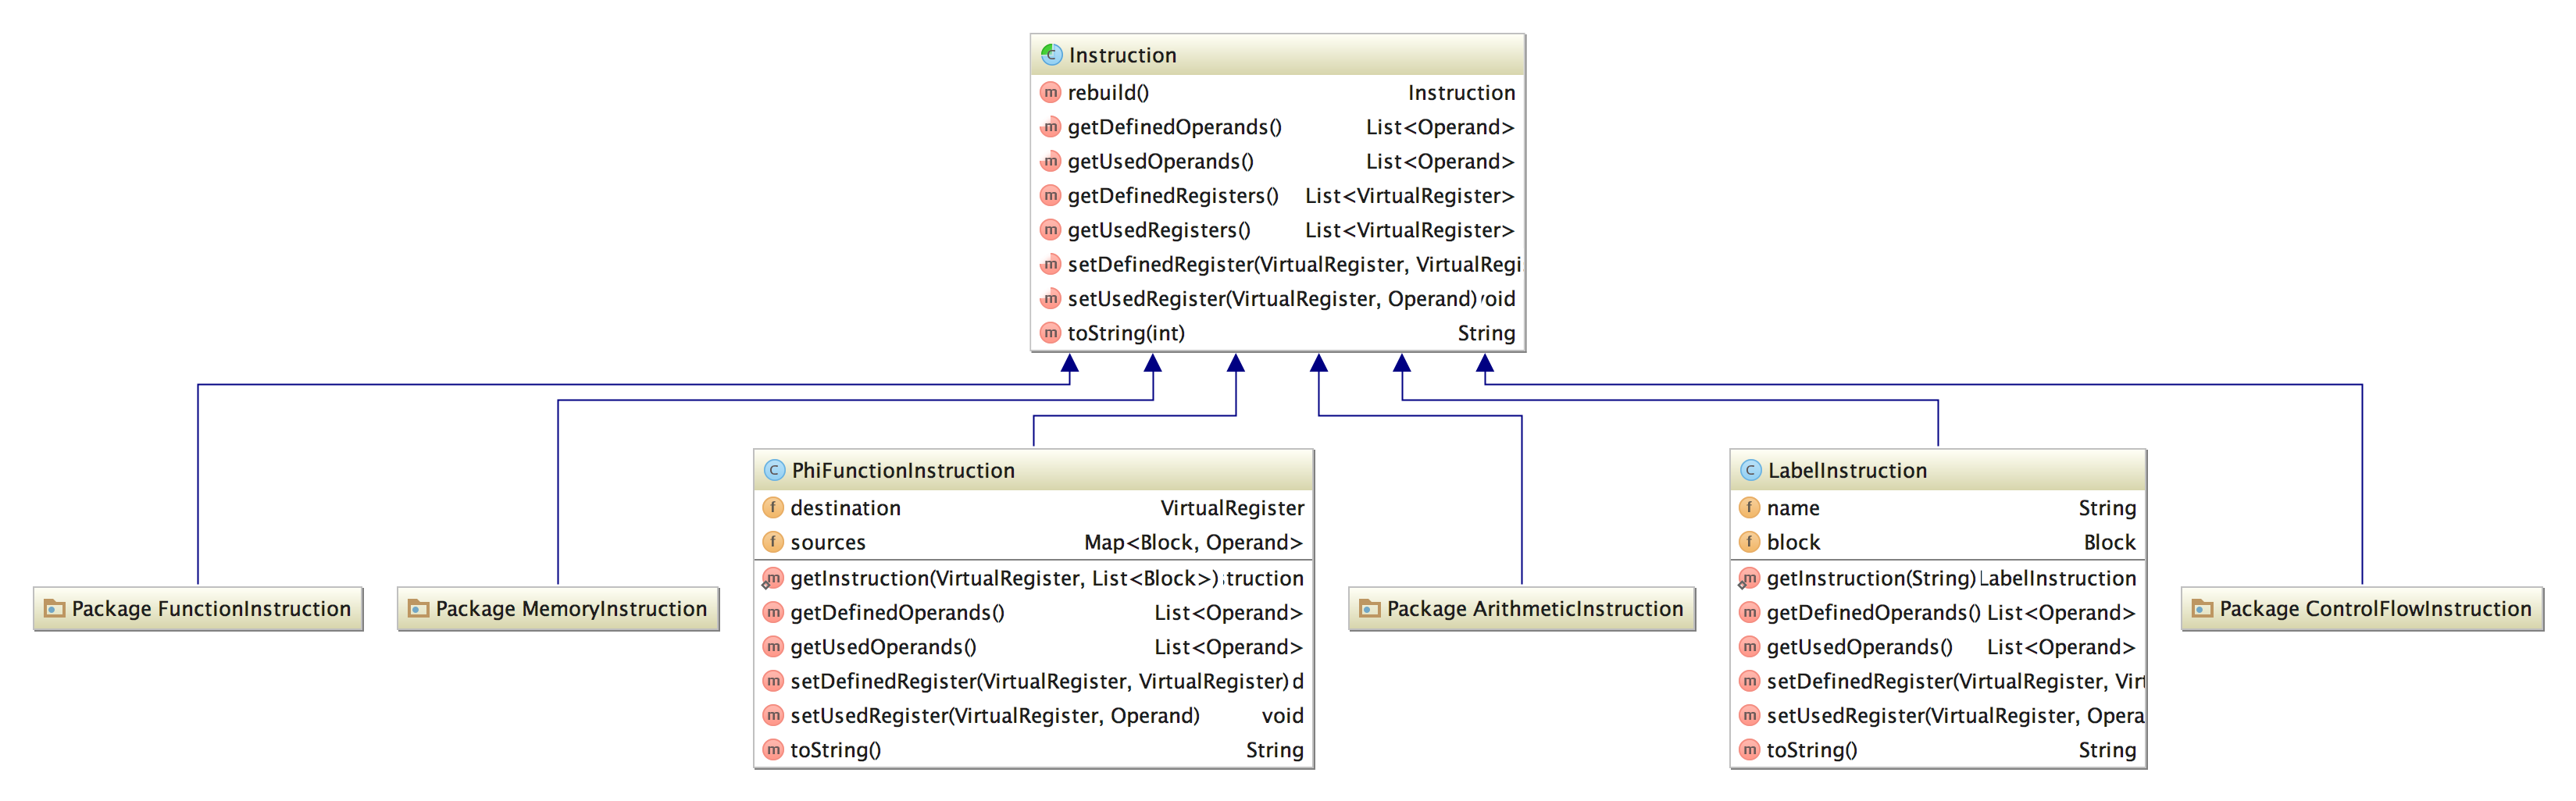 Instruction
rebuild() Instruction
getDefinedOperands() List<Operand>
getUsedOperands() List<Operand>
getDefinedRegisters() List<VirtualRegister>
getUsedRegisters() List<VirtualRegister>
setDefinedRegister(VirtualRegister, VirtualRegi
setUsedRegister(VirtualRegister, Operand) void
toString(int) String
PhiFunctionInstruction
destination VirtualRegister
sources Map<Block, Operand>
getInstruction(VirtualRegister, List<Block>) truction
getDefinedOperands() List<Operand>
getUsedOperands() List<Operand>
setDefinedRegister(VirtualRegister, VirtualRegister) d
setUsedRegister(VirtualRegister, Operand) void
toString() String
LabelInstruction
name String
block Block
getInstruction(String) LabelInstruction
getDefinedOperands() List<Operand>
getUsedOperands() List<Operand>
setDefinedRegister(VirtualRegister, Virt
setUsedRegister(VirtualRegister, Opera
toString() String
Package FunctionInstruction
Package MemoryInstruction
Package ArithmeticInstruction
Package ControlFlowInstruction